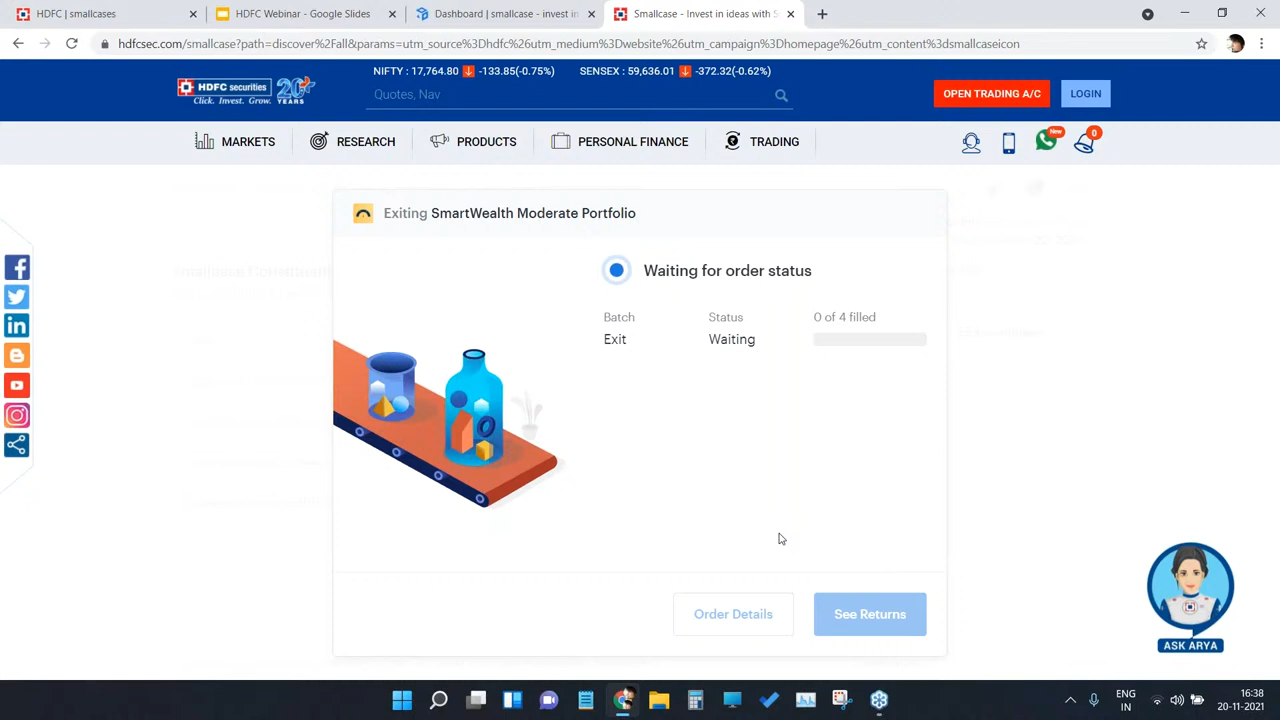 HDFC | smallcases
HDFC Webinar - Google Slides
Dashboard | smallcase - invest in
Smallcase - Invest in ideas with S
hdfcsec.com/smallcase?path=discover%2Fall&params=utm_source%3Dhdfc%26utm_medium%3Dwebsite%26utm_campaign%3Dhomepage%26utm_content%3dsmallcaseicon
HDFC securities
Click. Invest. Grow.
20 YEARS
NIFTY : 17,764.80 -133.85(-0.75%) SENSEX : 59,636.01 -372.32(-0.62%)
Quotes, Nav
OPEN TRADING A/C
LOGIN
MARKETS RESEARCH PRODUCTS PERSONAL FINANCE TRADING
New
0
Exiting SmartWealth Moderate Portfolio
Waiting for order status
Batch Status 0 of 4 filled
Exit Waiting
Order Details See Returns
ASK ARYA
ENG
IN
16:38
20-11-2021